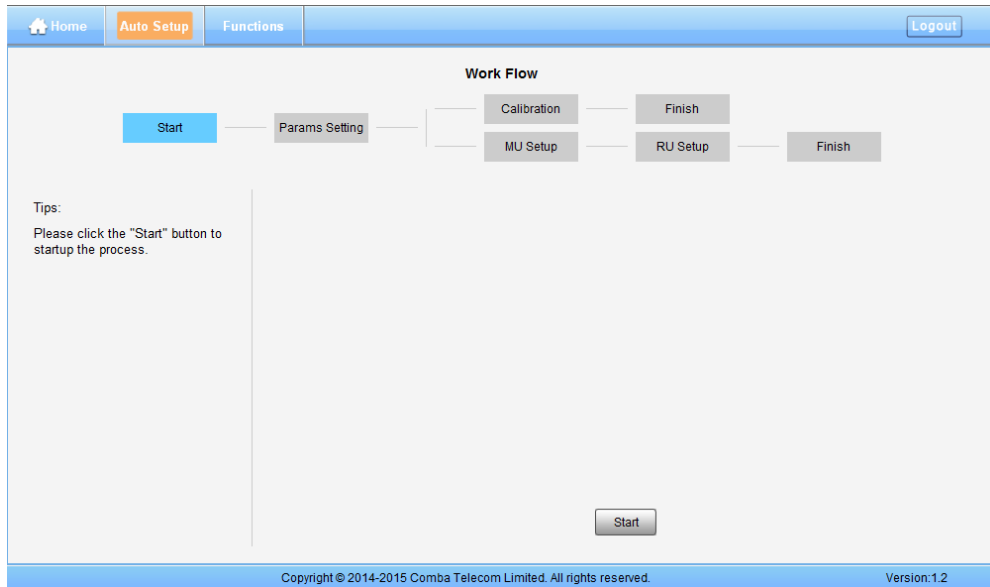 Home Auto Setup Functions Logout
Work Flow
Calibration Finish
Start Params Setting
MU Setup RU Setup Finish
Tips:
Please click the "Start" button to
startup the process.
Start
Copyright © 2014-2015 Comba Telecom Limited. All rights reserved. Version:1.2